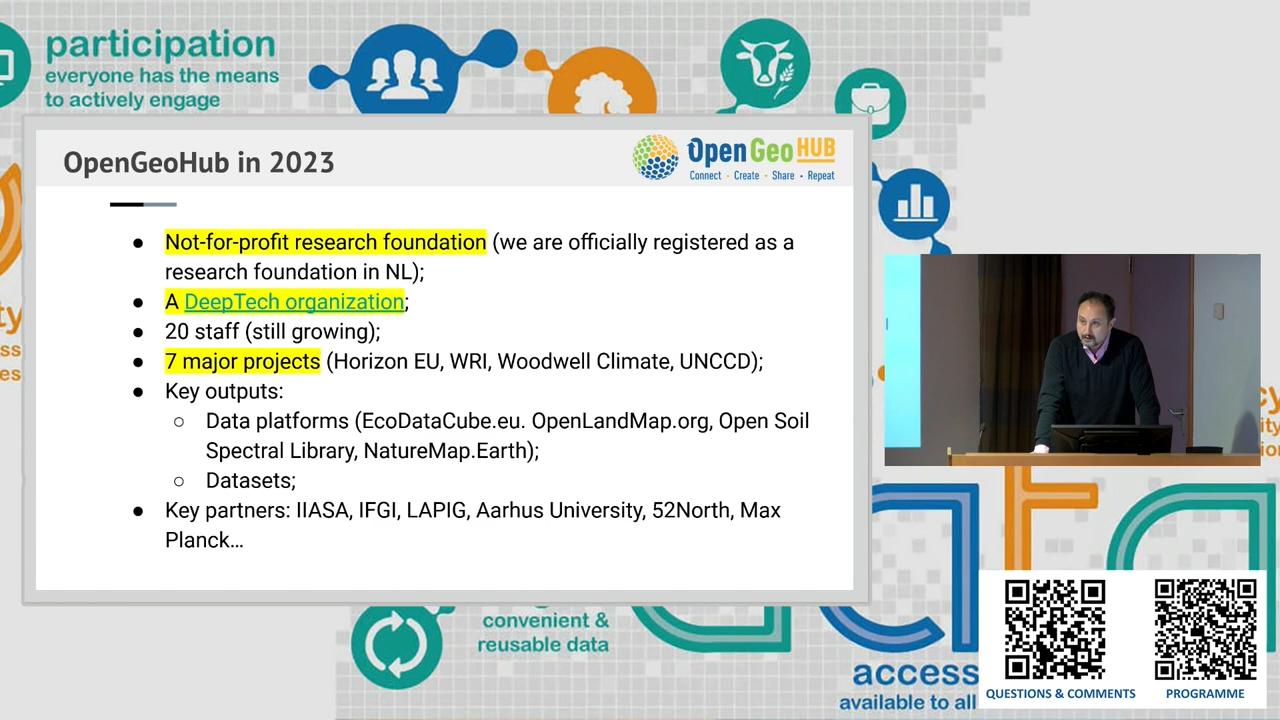 participation
everyone has the means
to actively engage
OpenGeoHub in 2023
OpenGeoHUB
Connect · Create · Share · Repeat
● Not-for-profit research foundation (we are officially registered as a
research foundation in NL);
● A DeepTech organization;
● 20 staff (still growing);
● 7 major projects (Horizon EU, WRI, Woodwell Climate, UNCCD);
● Key outputs:
○ Data platforms (EcoDataCube.eu. OpenLandMap.org, Open Soil
Spectral Library, NatureMap.Earth);
○ Datasets;
● Key partners: IIASA, IFGI, LAPIG, Aarhus University, 52North, Max
Planck…
convenient &
reusable data
access
available to all
QUESTIONS & COMMENTS
PROGRAMME